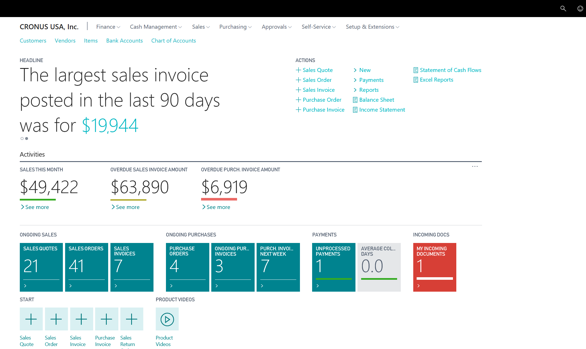 CRONUS USA, Inc. Finance Cash Management Sales Purchasing Approvals Self-Service Setup & Extensions
Customers Vendors Items Bank Accounts Chart of Accounts
HEADLINE
The largest sales invoice
posted in the last 90 days
was for $19,944
ACTIONS
+ Sales Quote > New Statement of Cash Flows
+ Sales Order > Payments Excel Reports
+ Sales Invoice > Reports
+ Purchase Order Balance Sheet
+ Purchase Invoice Income Statement
Activities
SALES THIS MONTH OVERDUE SALES INVOICE AMOUNT OVERDUE PURCH. INVOICE AMOUNT
$49,422 $63,890 $6,919
> See more > See more > See more
ONGOING SALES ONGOING PURCHASES PAYMENTS INCOMING DOCS
SALES QUOTES
21
SALES ORDERS
41
SALES
INVOICES
7
PURCHASE
ORDERS
4
ONGOING PUR...
INVOICES
3
PURCH. INVOI...
NEXT WEEK
7
UNPROCESSED
PAYMENTS
1
AVERAGE COL...
DAYS
0.0
MY INCOMING
DOCUMENTS
1
START PRODUCT VIDEOS
Sales
Quote
Sales
Order
Sales
Invoice
Purchase
Invoice
Sales
Return
Product
Videos